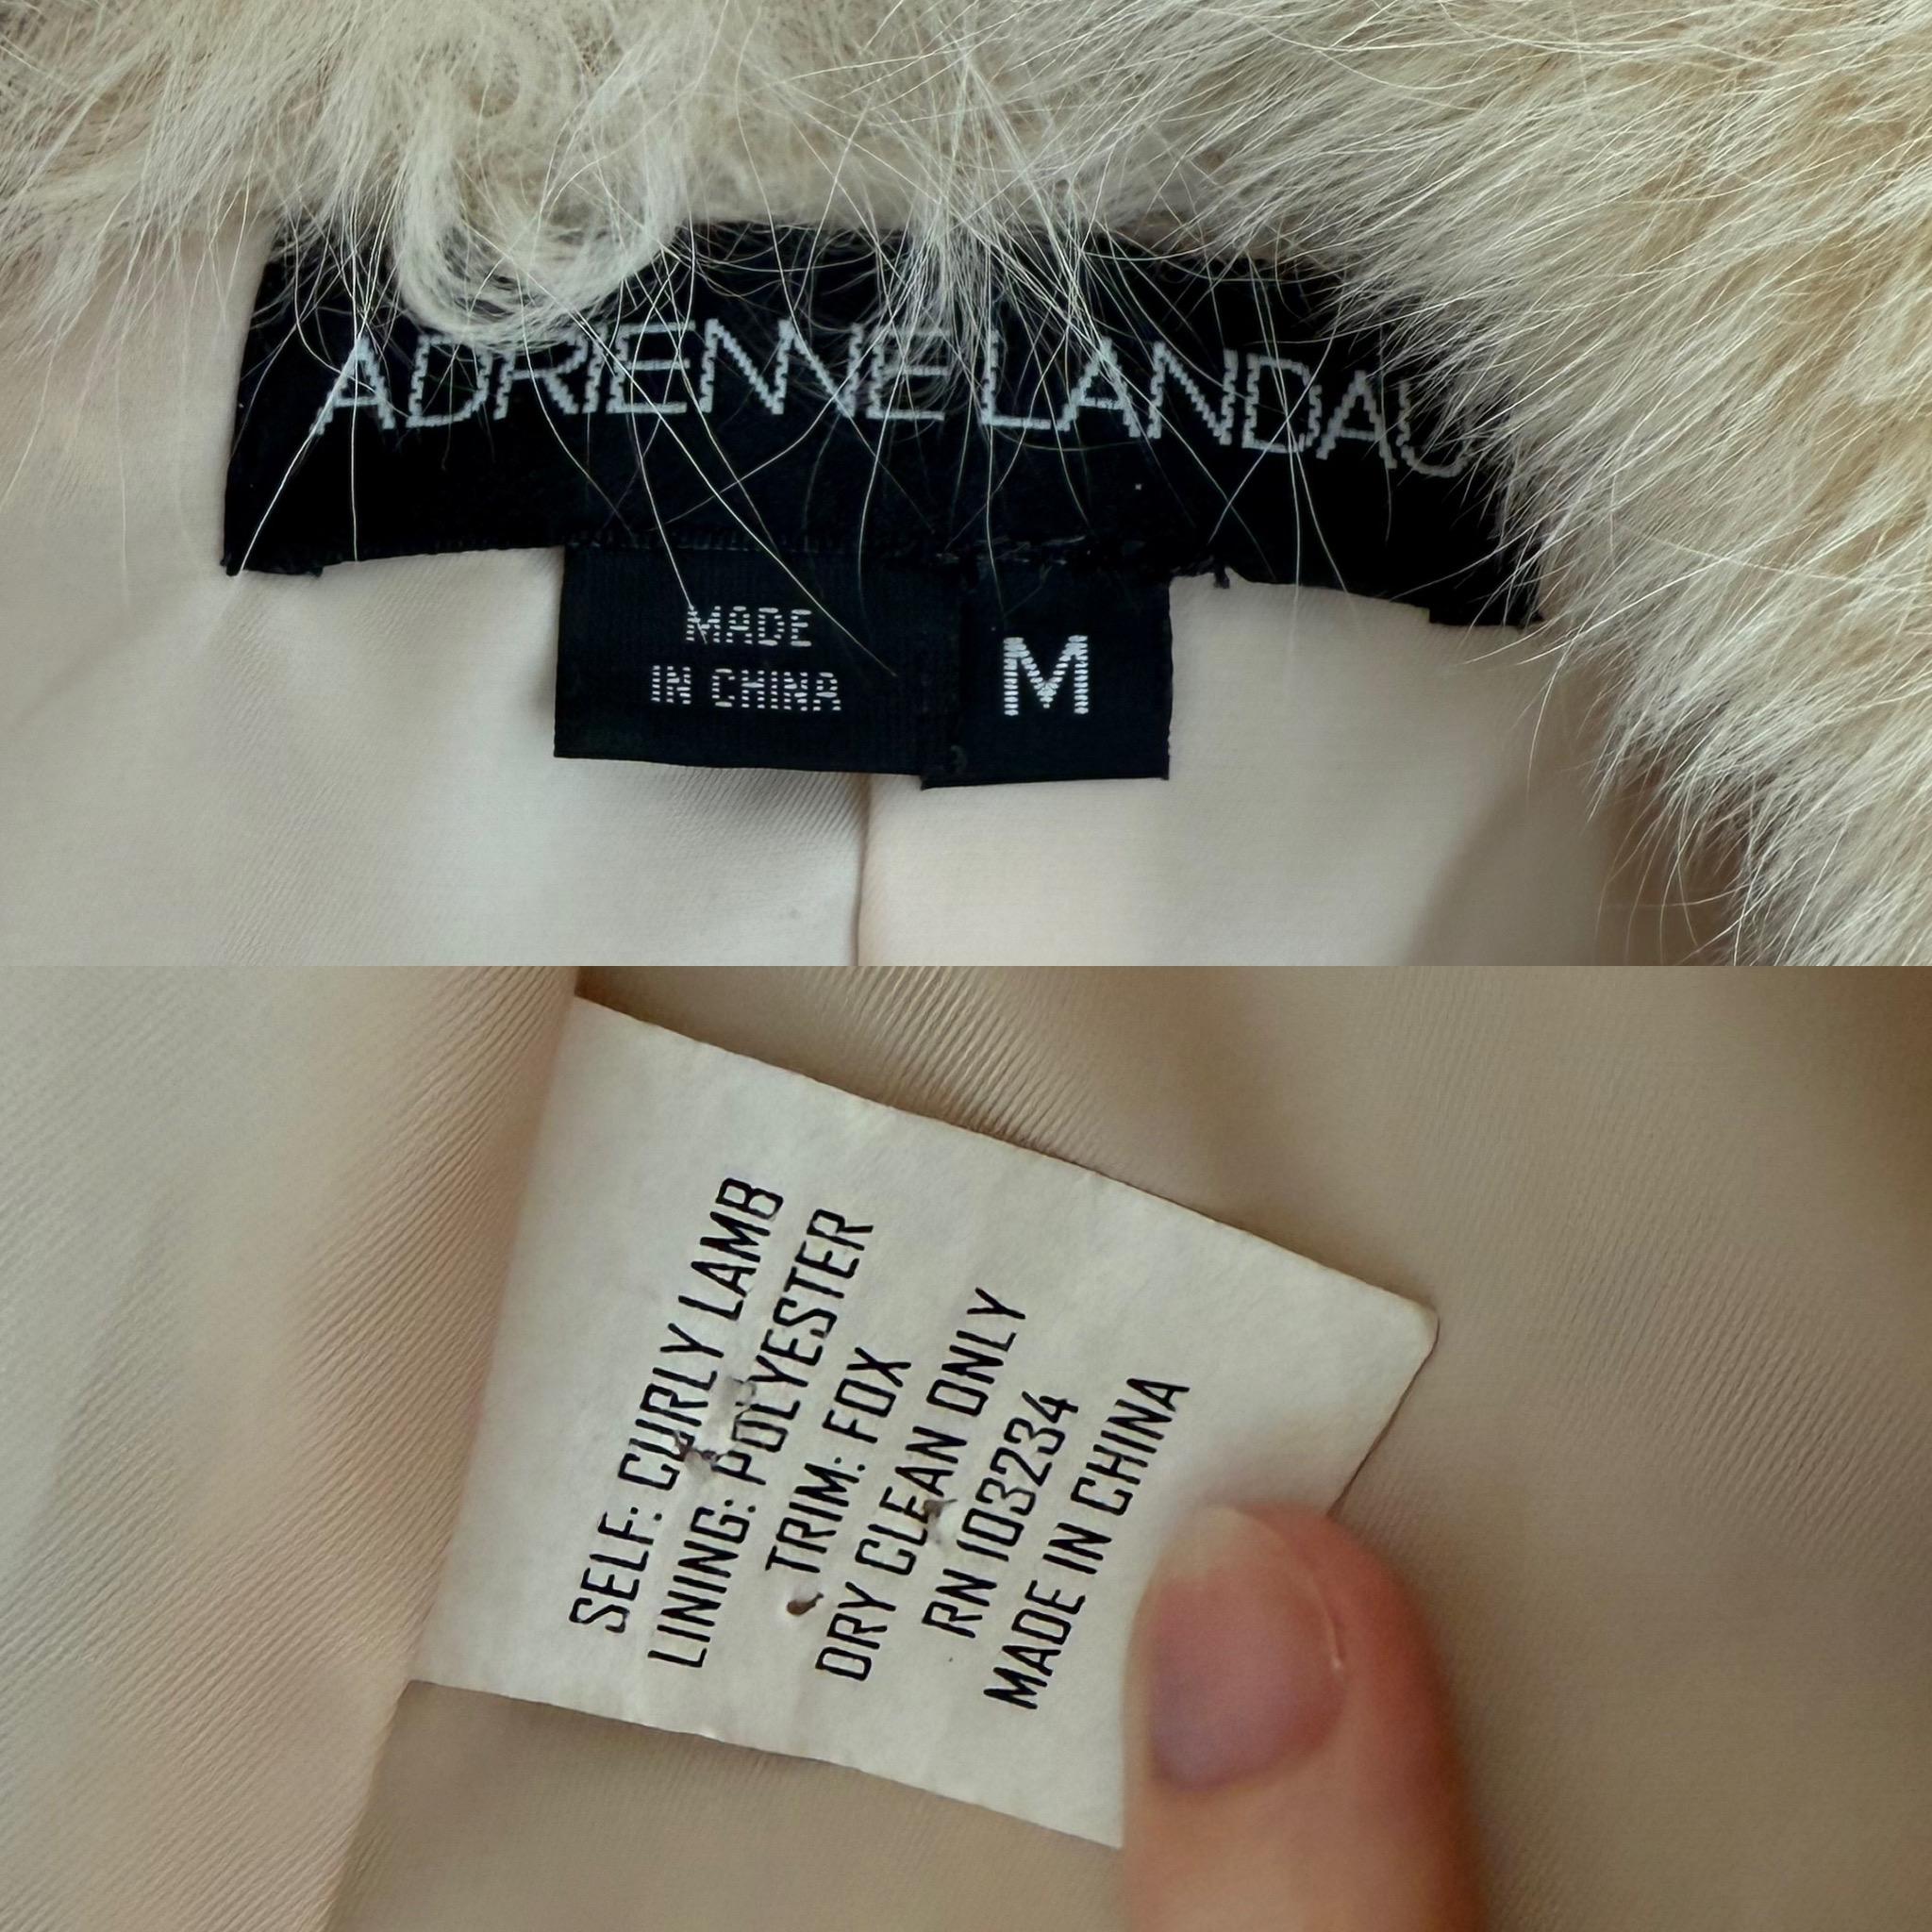 ADRIENNE LANDAU
MADE
IN CHINA
M
SELF: CURLY LAMB
LINING: POLYESTER
TRIM: FOX
DRY CLEAN ONLY
RN 103234
MADE IN CHINA